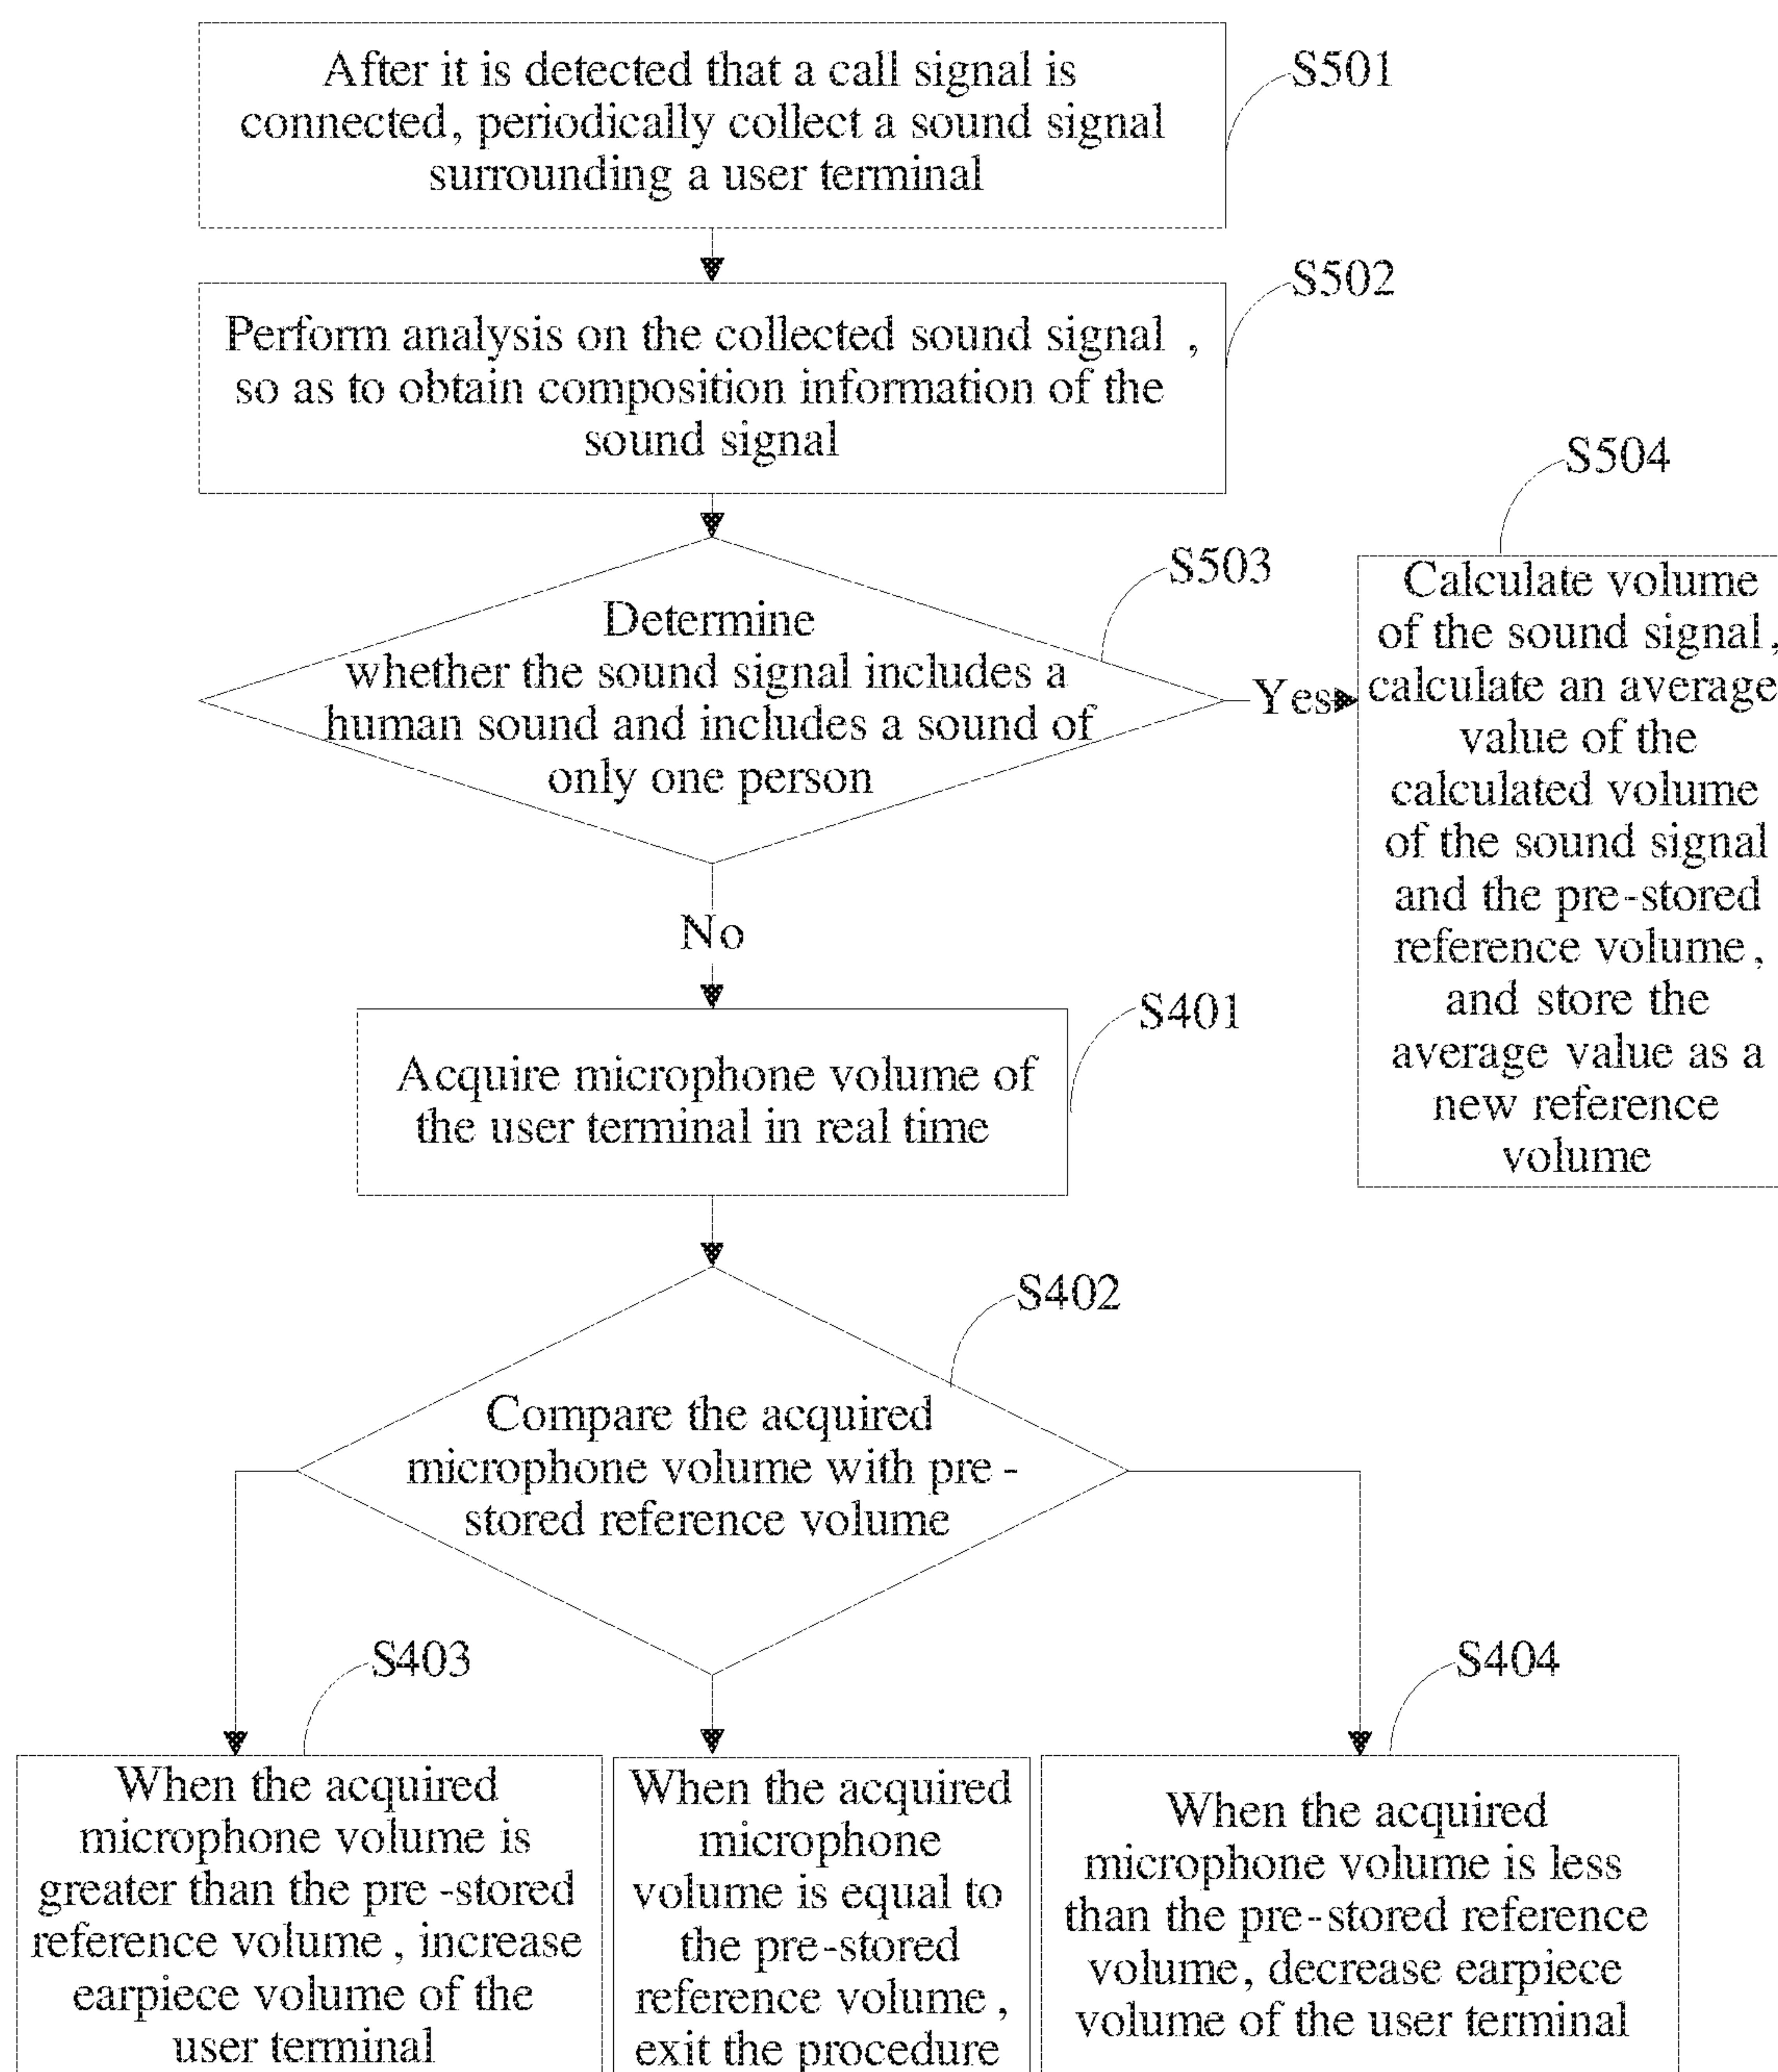 After it is detected that a call signal is
connected, periodically collect a sound signal
surrounding a user terminal
S501
Perform analysis on the collected sound signal ,
so as to obtain composition information of the
sound signal
S502
Determine
whether the sound signal includes a
human sound and includes a sound of
only one person
S503
Yes
S504
Calculate volume
of the sound signal,
calculate an average
value of the
calculated volume
of the sound signal
and the pre-stored
reference volume,
and store the
average value as a
new reference
volume
No
Acquire microphone volume of
the user terminal in real time
S401
Compare the acquired
microphone volume with pre -
stored reference volume
S402
S403
When the acquired
microphone volume is
greater than the pre -stored
reference volume, increase
earpiece volume of the
user terminal
When the acquired
microphone
volume is equal to
the pre-stored
reference volume,
exit the procedure
S404
When the acquired
microphone volume is less
than the pre-stored reference
volume, decrease earpiece
volume of the user terminal